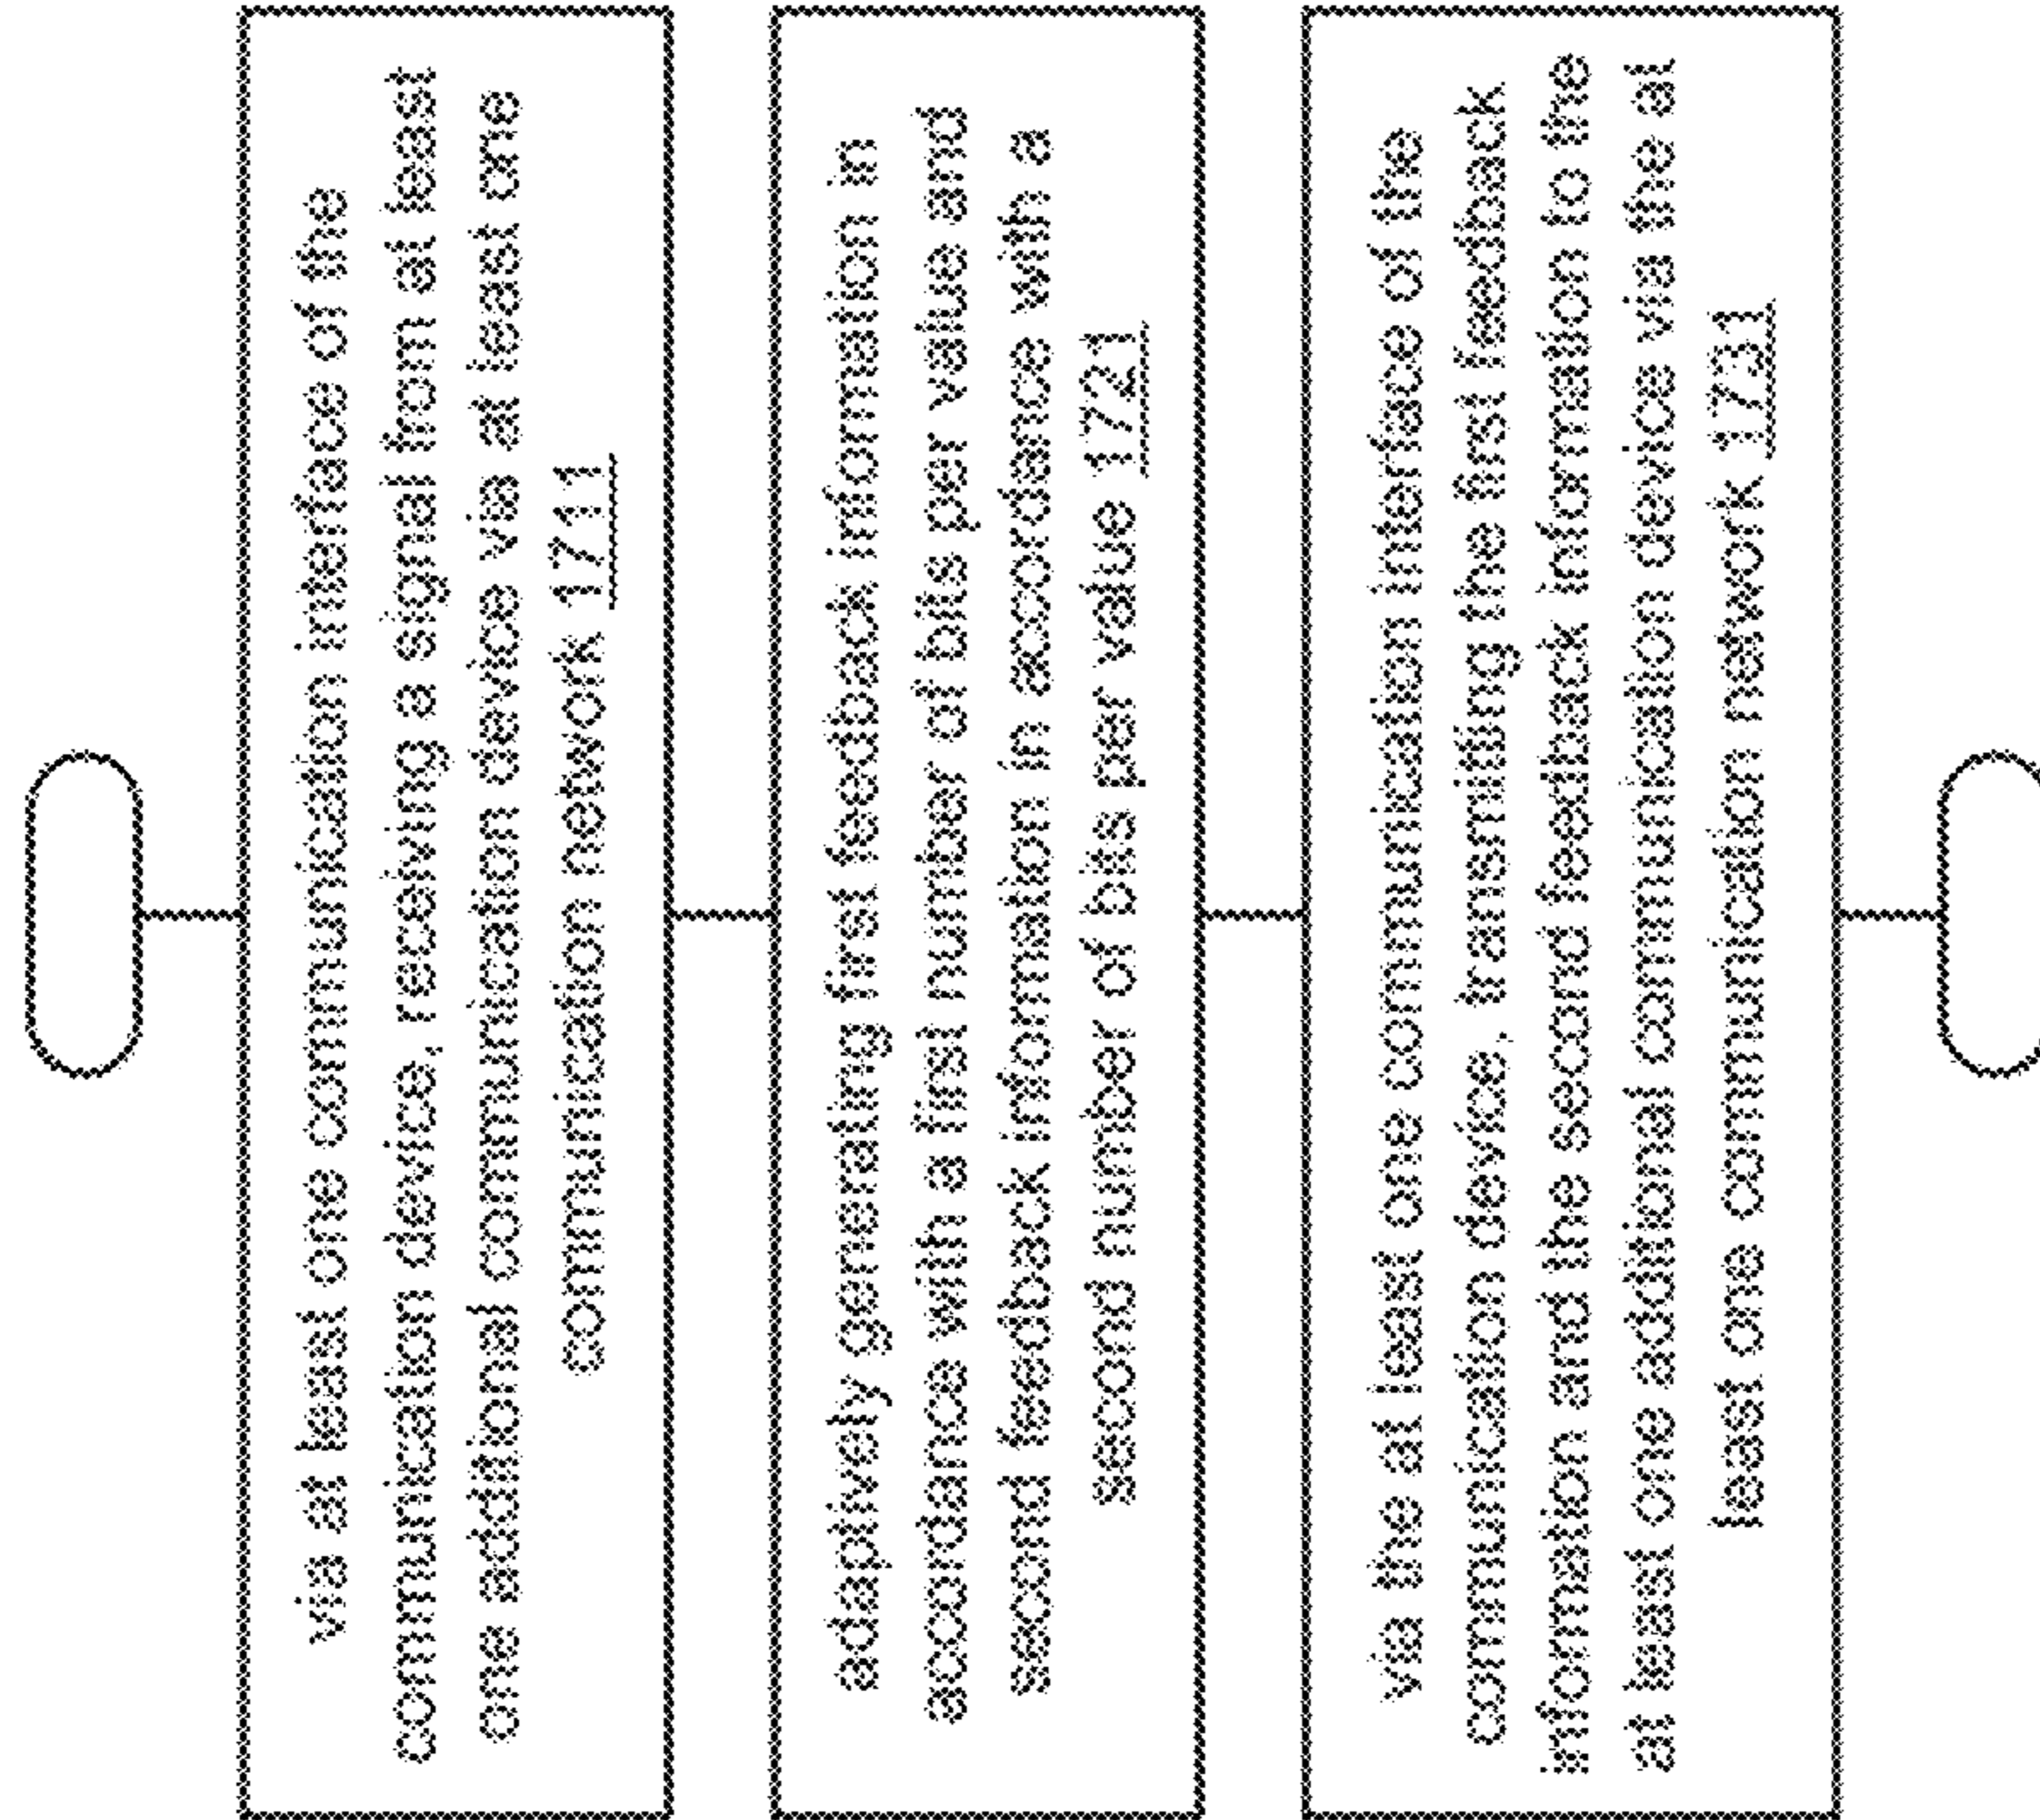 via at least one communication interface of the
communication device, receiving a signal from at least
one additional communication device via at least one
communication network 1711
adaptively generating first feedback information in
accordance with a first number of bits per value and
second feedback information in accordance with a
second number of bits per value 1721
via the at least one communication interface of the
communication device, transmitting the first feedback
information and the second feedback information to the
at least one additional communication device via the at
least one communication network 1731